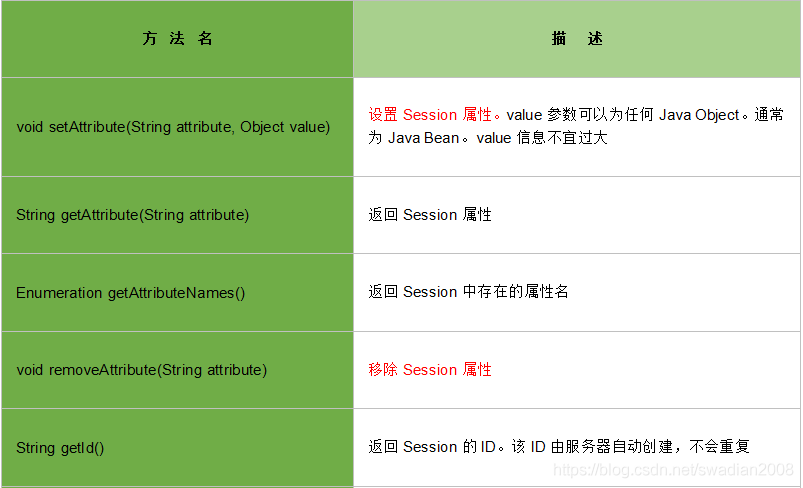 方 法 名
描 述
void setAttribute(String attribute, Object value)
设置 Session 属性。value 参数可以为任何 Java Object。通常
为 Java Bean。value 信息不宜过大
String getAttribute(String attribute)
返回 Session 属性
Enumeration getAttributeNames()
返回 Session 中存在的属性名
void removeAttribute(String attribute)
移除 Session 属性
String getId()
返回 Session 的 ID。该 ID 由服务器自动创建，不会重复
https://blog.csdn.net/swadian2008